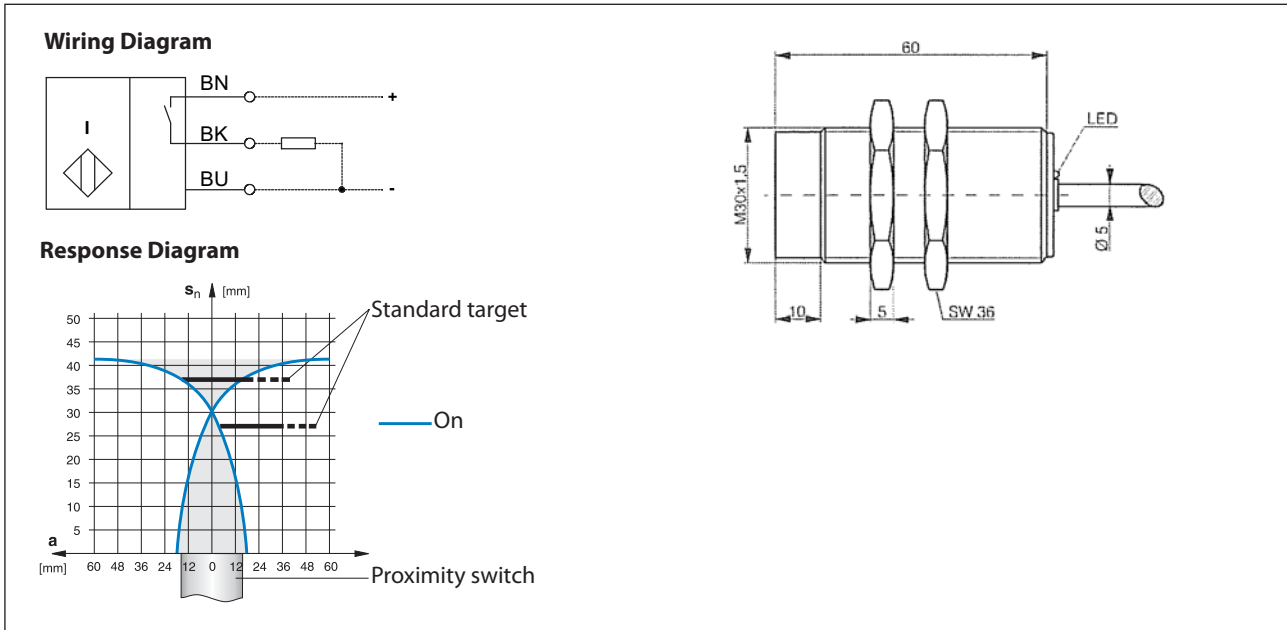 Wiring Diagram
I
BN
+
BK
BU
-
Response Diagram
sn [mm]
Standard target
50
45
40
35
30
25
20
15
10
5
On
a
[mm]
60 48 36 24 12 0 12 24 36 48 60
Proximity switch
60
LED
M30x1,5
Ø 5
10
5
SW 36